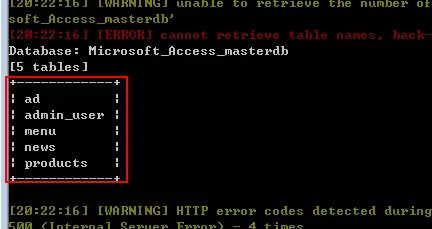 [20:22:16] [WARNING] unable to retrieve the number of
soft_Access_masterdb'
[20:22:16] [ERROR] cannot retrieve table names, back-
Database: Microsoft_Access_masterdb
[5 tables]
+------------+
| ad         |
| admin_user |
| menu       |
| news       |
| products   |
+------------+
[20:22:16] [WARNING] HTTP error codes detected during
500 (Internal Server Error) - 4 times